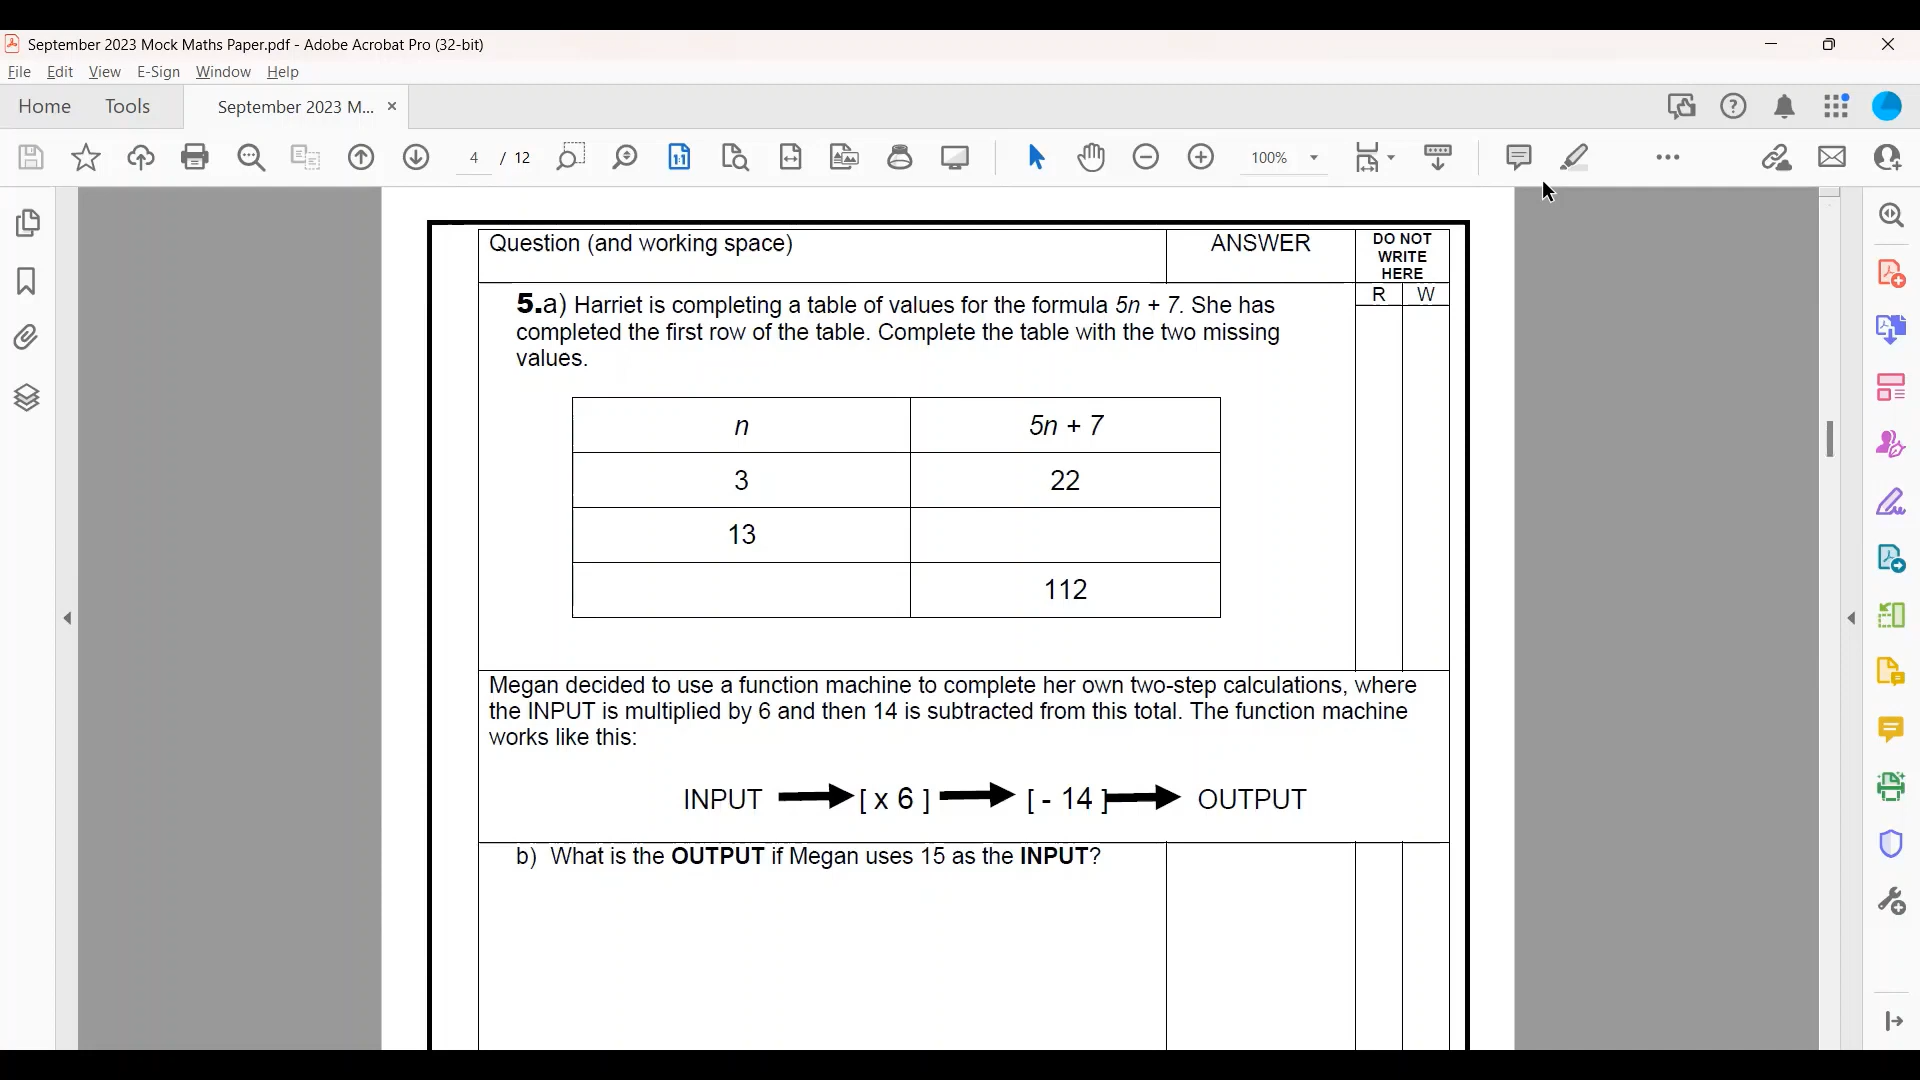 September 2023 Mock Maths Paper.pdf - Adobe Acrobat Pro (32-bit)
File Edit View E-Sign Window Help
Home Tools September 2023 M... ×
4 / 12 1:1 100%
Question (and working space) ANSWER DO NOT
WRITE
HERE
R W
5.a) Harriet is completing a table of values for the formula 5n + 7. She has
completed the first row of the table. Complete the table with the two missing
values.
n 5n + 7
3 22
13
112
Megan decided to use a function machine to complete her own two-step calculations, where
the INPUT is multiplied by 6 and then 14 is subtracted from this total. The function machine
works like this:
INPUT [ x 6 ] [ - 14 ] OUTPUT
b) What is the OUTPUT if Megan uses 15 as the INPUT?